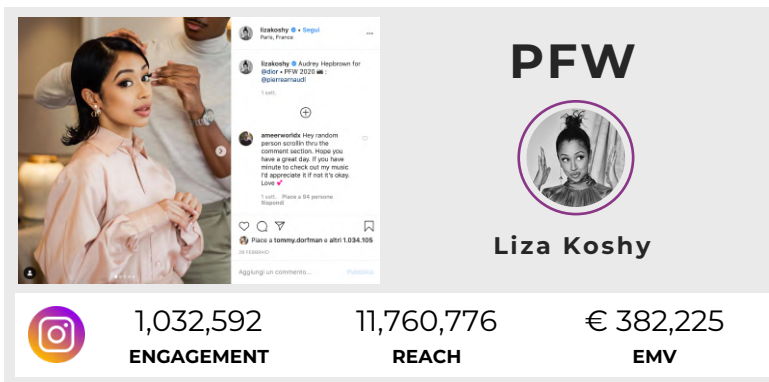 lizakoshy • Segui
Paris, France
lizakoshy Audrey Hepbrown for
@dior • PFW 2020 📷 :
@pierrearnaudl
1 sett.
ameerworldx Hey random
person scrollin thru the
comment section. Hope you
have a great day. If you have
minute to check out my music
I'd appreciate it if not it's okay.
Love 💕
1 sett. Piace a 94 persone
Rispondi
Piace a tommy.dorfman e altri 1.034.105
28 FEBBRAIO
Aggiungi un commento...
Pubblica
PFW
Liza Koshy
1,032,592
ENGAGEMENT
11,760,776
REACH
€ 382,225
EMV